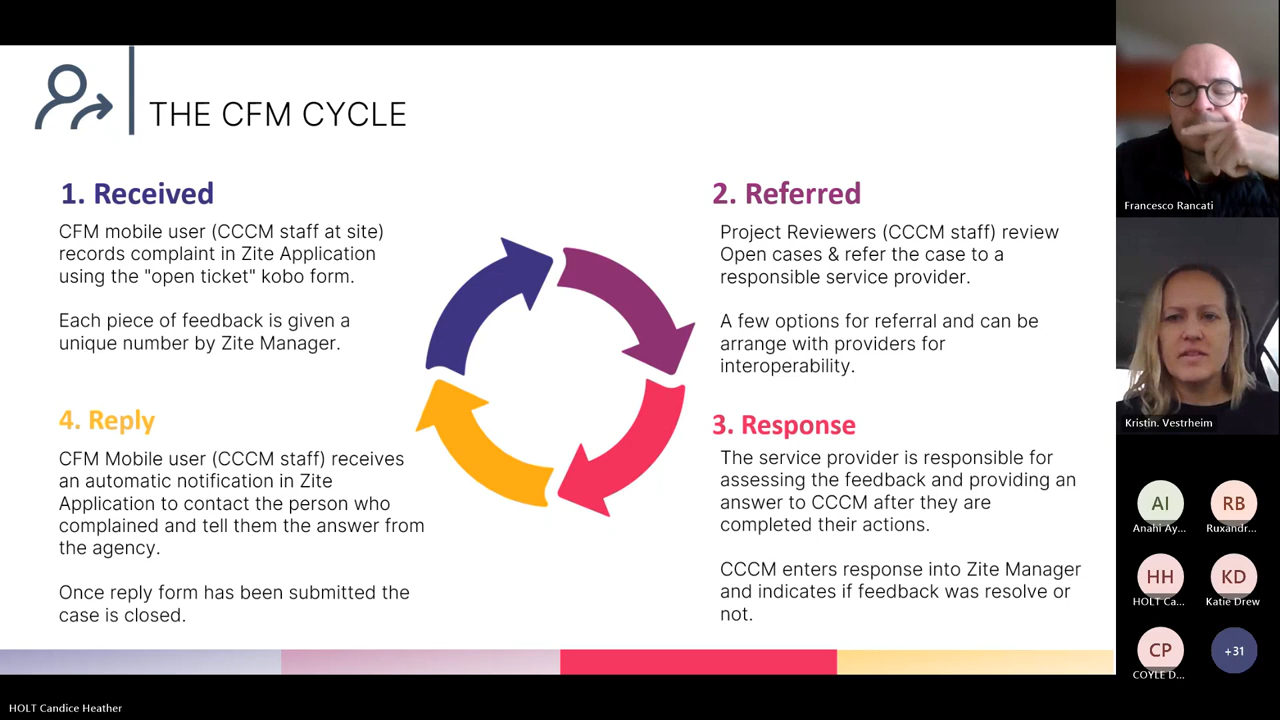 THE CFM CYCLE
1. Received
CFM mobile user (CCCM staff at site)
records complaint in Zite Application
using the "open ticket" kobo form.
Each piece of feedback is given a
unique number by Zite Manager.
2. Referred
Project Reviewers (CCCM staff) review
Open cases & refer the case to a
responsible service provider.
A few options for referral and can be
arrange with providers for
interoperability.
4. Reply
CFM Mobile user (CCCM staff) receives
an automatic notification in Zite
Application to contact the person who
complained and tell them the answer from
the agency.
Once reply form has been submitted the
case is closed.
3. Response
The service provider is responsible for
assessing the feedback and providing an
answer to CCCM after they are
completed their actions.
CCCM enters response into Zite Manager
and indicates if feedback was resolve or
not.
Francesco Rancati
Kristin. Vestrheim
AI
Anahi Ay...
RB
Ruxandr...
HH
HOLT Ca...
KD
Katie Drew
CP
COYLE D...
+31
HOLT Candice Heather